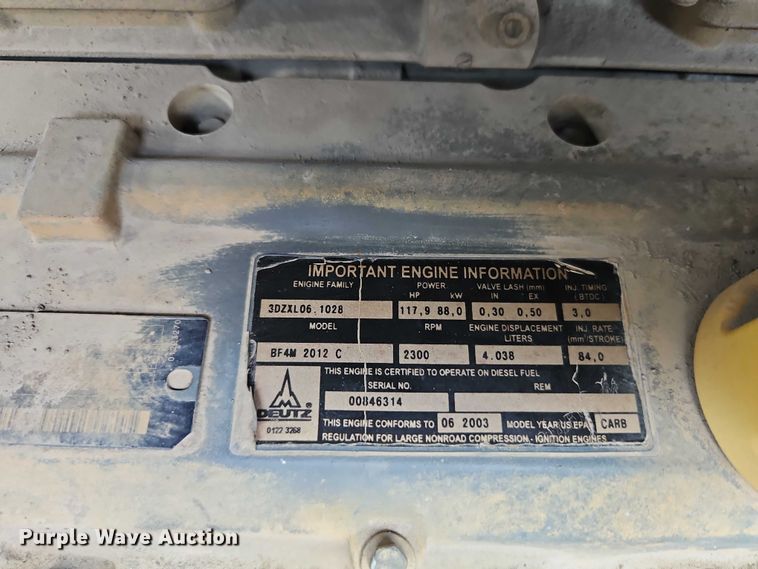 IMPORTANT ENGINE INFORMATION
ENGINE FAMILY POWER VALVE LASH (mm) INJ. TIMING
HP kW IN EX (BTDC)
3DZXL06.1028 117,9 88,0 0,30 0,50 3,0
MODEL RPM ENGINE DISPLACEMENT INJ. RATE
LITERS (mm³/STROKE)
BF4M 2012 C 2300 4.038 84,0
THIS ENGINE IS CERTIFIED TO OPERATE ON DIESEL FUEL
SERIAL NO. REM
00846314
DEUTZ
0122 3268
THIS ENGINE CONFORMS TO 06 2003 MODEL YEAR US EPA CARB
REGULATION FOR LARGE NONROAD COMPRESSION - IGNITION ENGINES
Purple Wave Auction